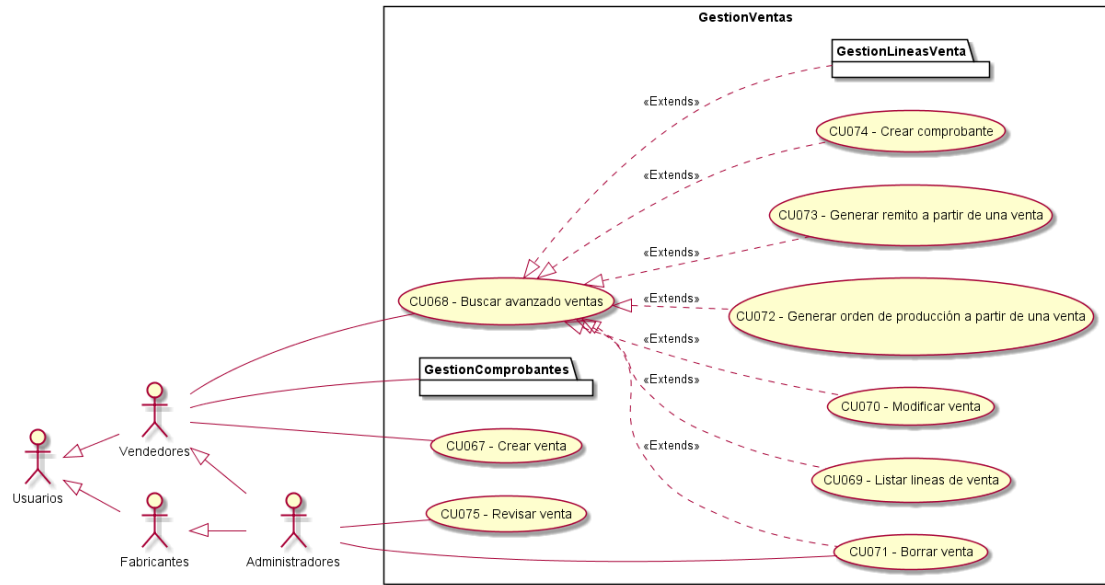 GestionVentas
GestionLineasVenta
«Extends»
CU074 - Crear comprobante
«Extends»
CU073 - Generar remito a partir de una venta
«Extends»
CU068 - Buscar avanzado ventas
«Extends»
CU072 - Generar orden de producción a partir de una venta
«Extends»
GestionComprobantes
«Extends»
CU070 - Modificar venta
Vendedores
CU067 - Crear venta
«Extends»
CU069 - Listar lineas de venta
Usuarios
CU075 - Revisar venta
Fabricantes
Administradores
CU071 - Borrar venta